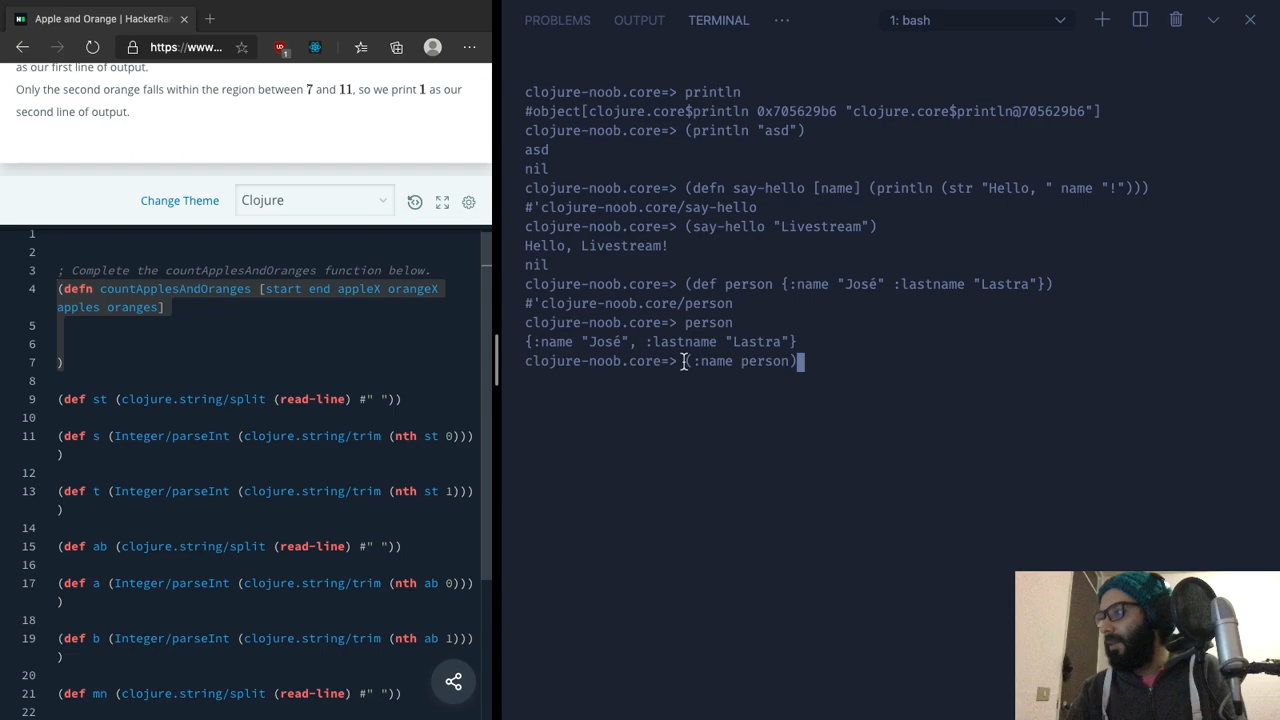 Apple and Orange | HackerRan
https://www...
1
as our first line of output.
Only the second orange falls within the region between 7 and 11, so we print 1 as our
second line of output.
Change Theme
Clojure
1
2
3 ; Complete the countApplesAndOranges function below.
4 (defn countApplesAndOranges [start end appleX orangeX
apples oranges]
5
6
7 )
8
9 (def st (clojure.string/split (read-line) #" "))
10
11 (def s (Integer/parseInt (clojure.string/trim (nth st 0)))
)
12
13 (def t (Integer/parseInt (clojure.string/trim (nth st 1)))
)
14
15 (def ab (clojure.string/split (read-line) #" "))
16
17 (def a (Integer/parseInt (clojure.string/trim (nth ab 0)))
)
18
19 (def b (Integer/parseInt (clojure.string/trim (nth ab 1)))
)
20
21 (def mn (clojure.string/split (read-line) #" "))
22
PROBLEMS OUTPUT TERMINAL ··· 1: bash
clojure-noob.core=> println
#object[clojure.core$println 0x705629b6 "clojure.core$println@705629b6"]
clojure-noob.core=> (println "asd")
asd
nil
clojure-noob.core=> (defn say-hello [name] (println (str "Hello, " name "!")))
#'clojure-noob.core/say-hello
clojure-noob.core=> (say-hello "Livestream")
Hello, Livestream!
nil
clojure-noob.core=> (def person {:name "José" :lastname "Lastra"})
#'clojure-noob.core/person
clojure-noob.core=> person
{:name "José", :lastname "Lastra"}
clojure-noob.core=> (:name person)